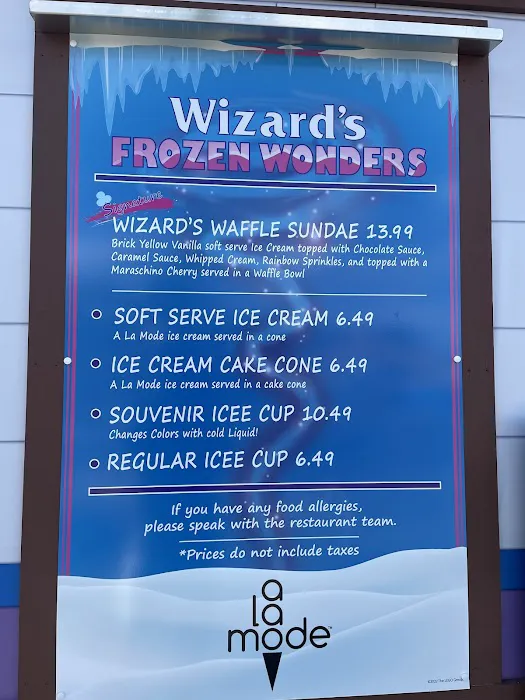 Wizard's
FROZEN WONDERS
Signature
WIZARD'S WAFFLE SUNDAE 13.99
Brick Yellow Vanilla soft serve Ice Cream topped with Chocolate Sauce,
Caramel Sauce, Whipped Cream, Rainbow Sprinkles, and topped with a
Maraschino Cherry served in a Waffle Bowl
SOFT SERVE ICE CREAM 6.49
A La Mode ice cream served in a cone
ICE CREAM CAKE CONE 6.49
A La Mode ice cream served in a cake cone
SOUVENIR ICEE CUP 10.49
Changes Colors with cold Liquid!
REGULAR ICEE CUP 6.49
If you have any food allergies,
please speak with the restaurant team.
*Prices do not include taxes
a
la
mode